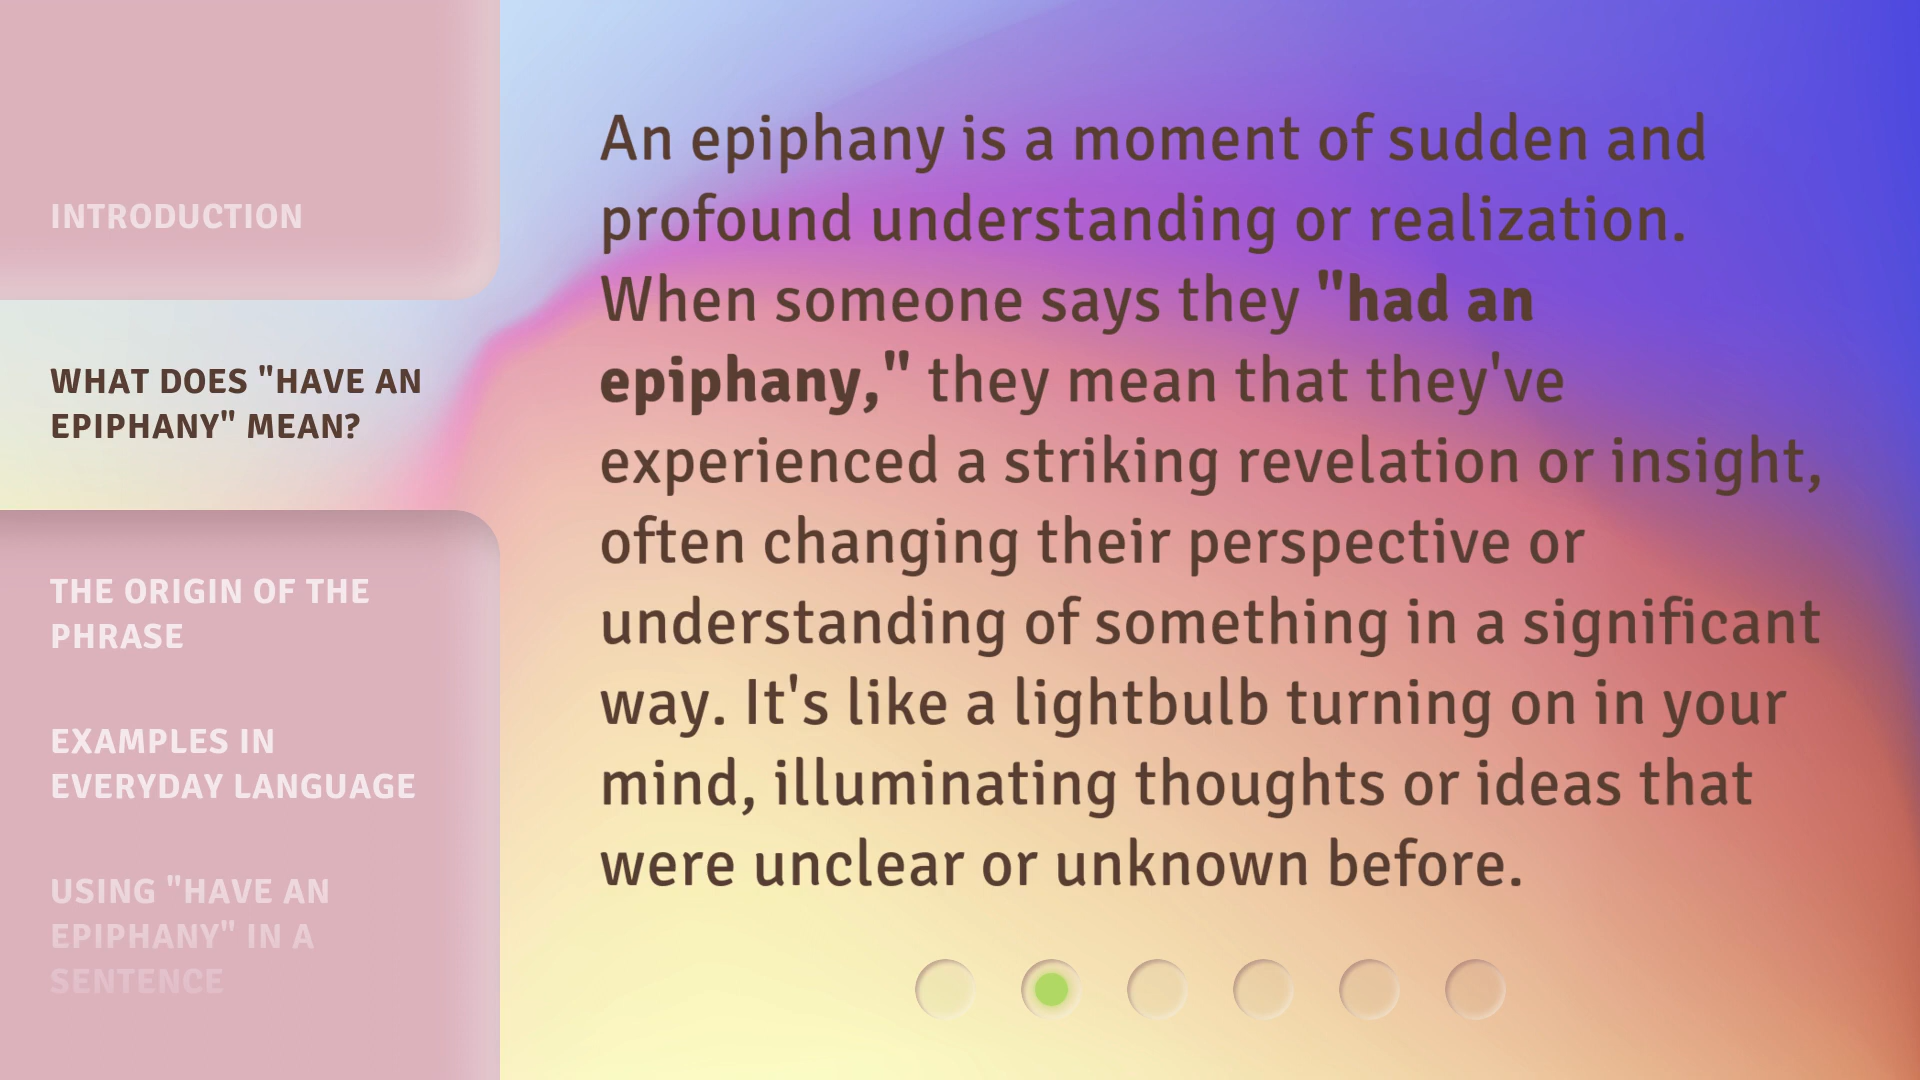 INTRODUCTION
WHAT DOES "HAVE AN
EPIPHANY" MEAN?
THE ORIGIN OF THE
PHRASE
EXAMPLES IN
EVERYDAY LANGUAGE
USING "HAVE AN
EPIPHANY" IN A
SENTENCE
An epiphany is a moment of sudden and
profound understanding or realization.
When someone says they "had an
epiphany," they mean that they've
experienced a striking revelation or insight,
often changing their perspective or
understanding of something in a significant
way. It's like a lightbulb turning on in your
mind, illuminating thoughts or ideas that
were unclear or unknown before.